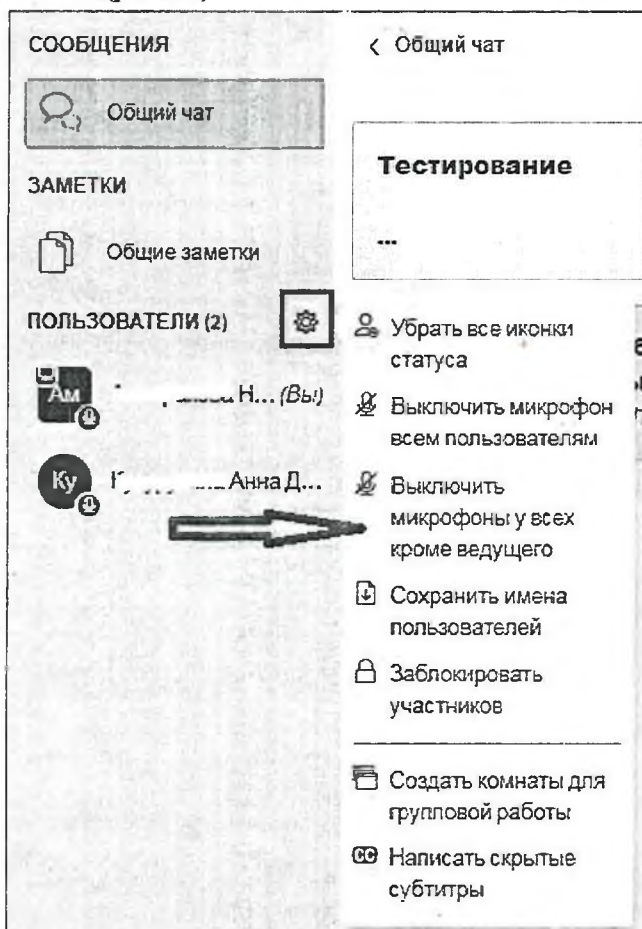 СООБЩЕНИЯ
Общий чат
ЗАМЕТКИ
Общие заметки
ПОЛЬЗОВАТЕЛИ (2)
Ам
Н... (Вы)
Ку
Анна Д...
Общий чат
Тестирование
...
Убрать все иконки
статуса
Выключить микрофон
всем пользователям
Выключить
микрофоны у всех
кроме ведущего
Сохранить имена
пользователей
Заблокировать
участников
Создать комнаты для
групповой работы
CC Написать скрытые
субтитры